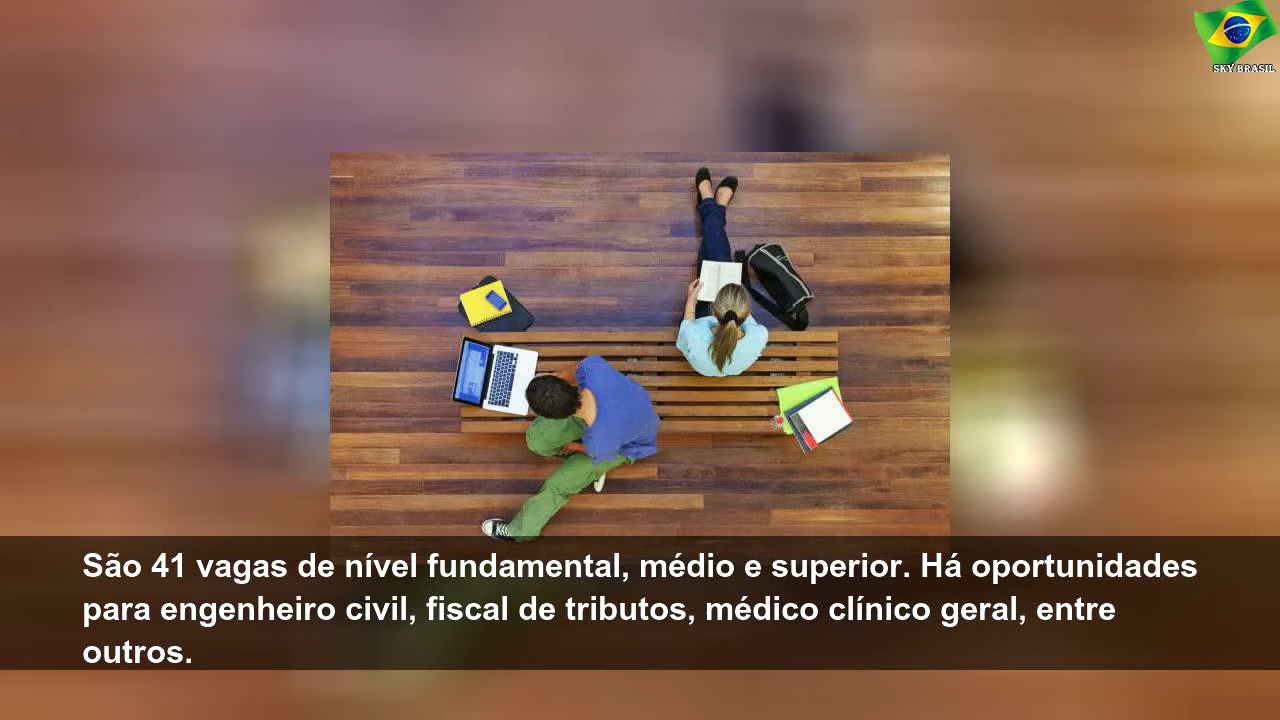 SKY BRASIL
São 41 vagas de nível fundamental, médio e superior. Há oportunidades
para engenheiro civil, fiscal de tributos, médico clínico geral, entre
outros.